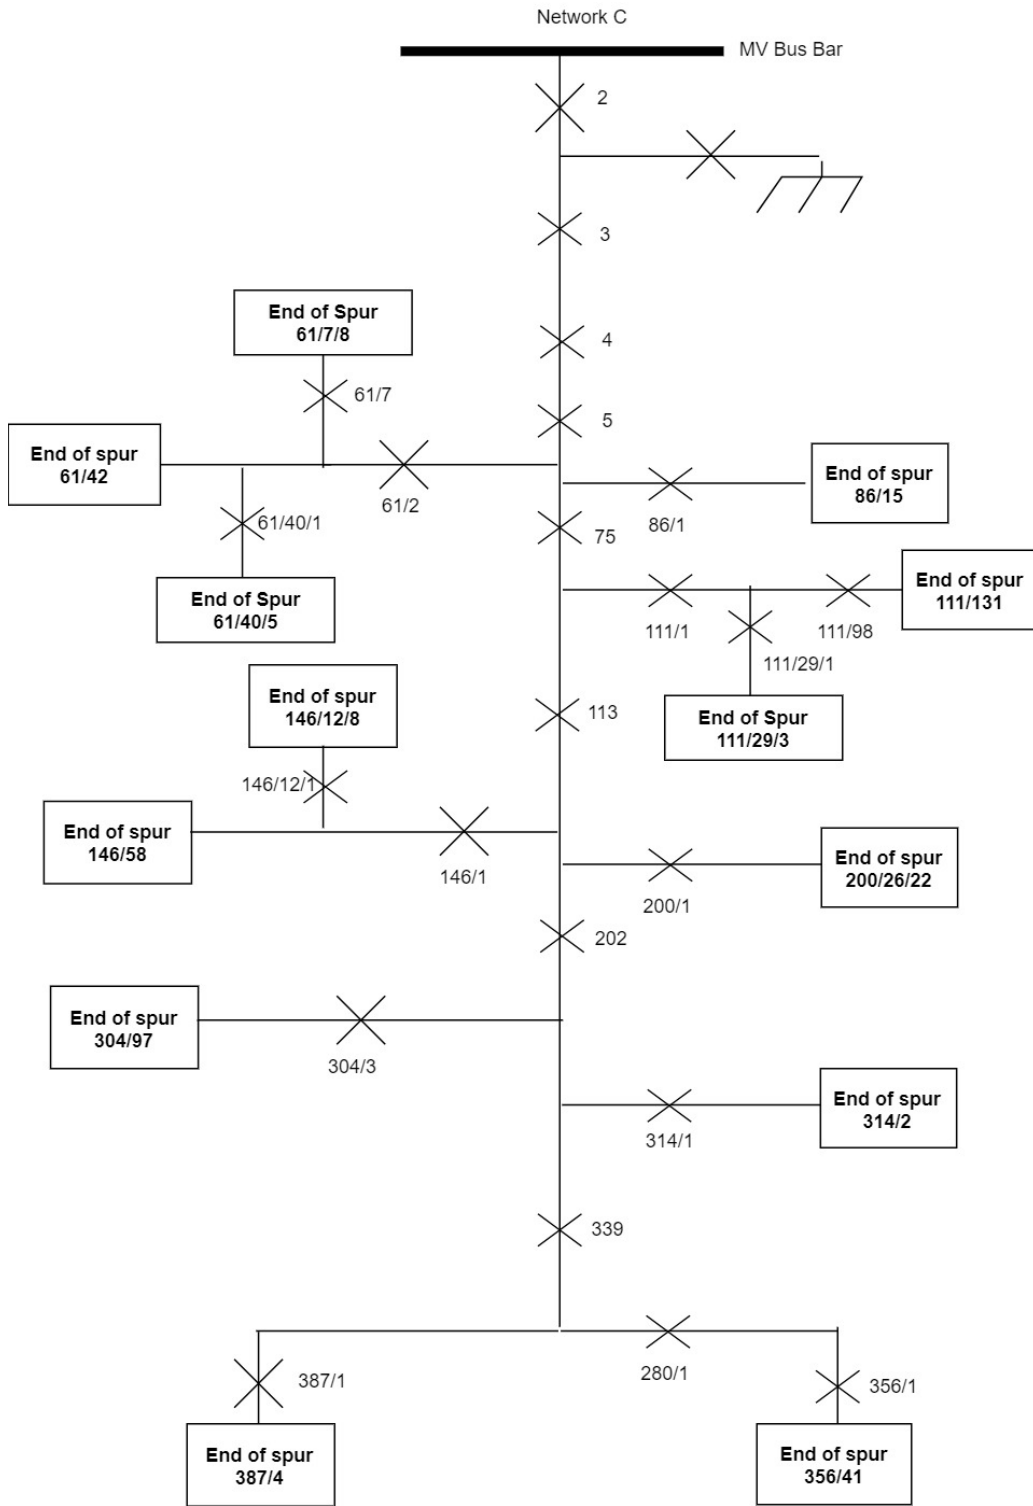 Network C
MV Bus Bar
2
3
End of Spur
61/7/8
4
61/7
5
End of spur
61/42
61/2
End of spur
86/15
61/40/1
75
86/1
End of Spur
61/40/5
End of spur
111/131
111/1
111/98
111/29/1
End of spur
146/12/8
113
End of Spur
111/29/3
146/12/1
End of spur
146/58
146/1
End of spur
200/26/22
200/1
202
End of spur
304/97
304/3
End of spur
314/2
314/1
339
387/1
280/1
356/1
End of spur
387/4
End of spur
356/41